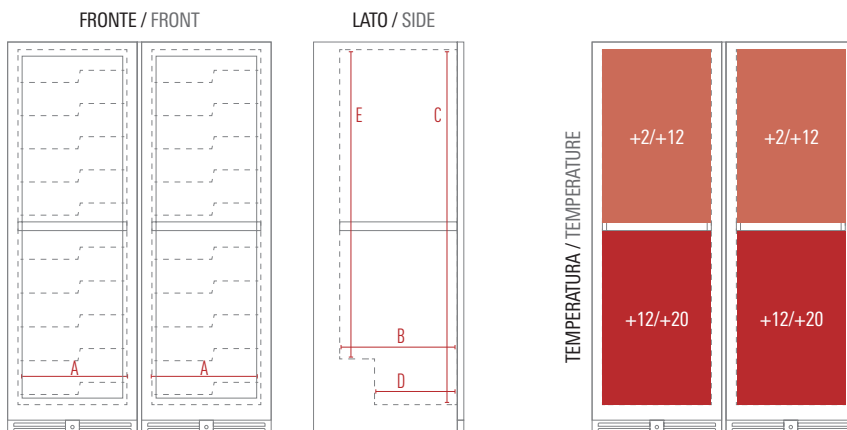 FRONTE / FRONT
LATO / SIDE
A
A
E
C
B
D
TEMPERATURA / TEMPERATURE
+2/+12
+2/+12
+12/+20
+12/+20